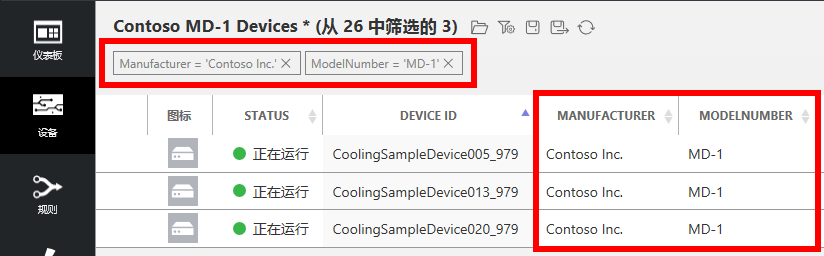 Contoso MD-1 Devices * (从 26 中筛选的 3)
仪表板
Manufacturer = 'Contoso Inc.' ModelNumber = 'MD-1'
图标 STATUS DEVICE ID MANUFACTURER MODELNUMBER
设备
正在运行 CoolingSampleDevice005_979 Contoso Inc. MD-1
正在运行 CoolingSampleDevice013_979 Contoso Inc. MD-1
规则
正在运行 CoolingSampleDevice020_979 Contoso Inc. MD-1